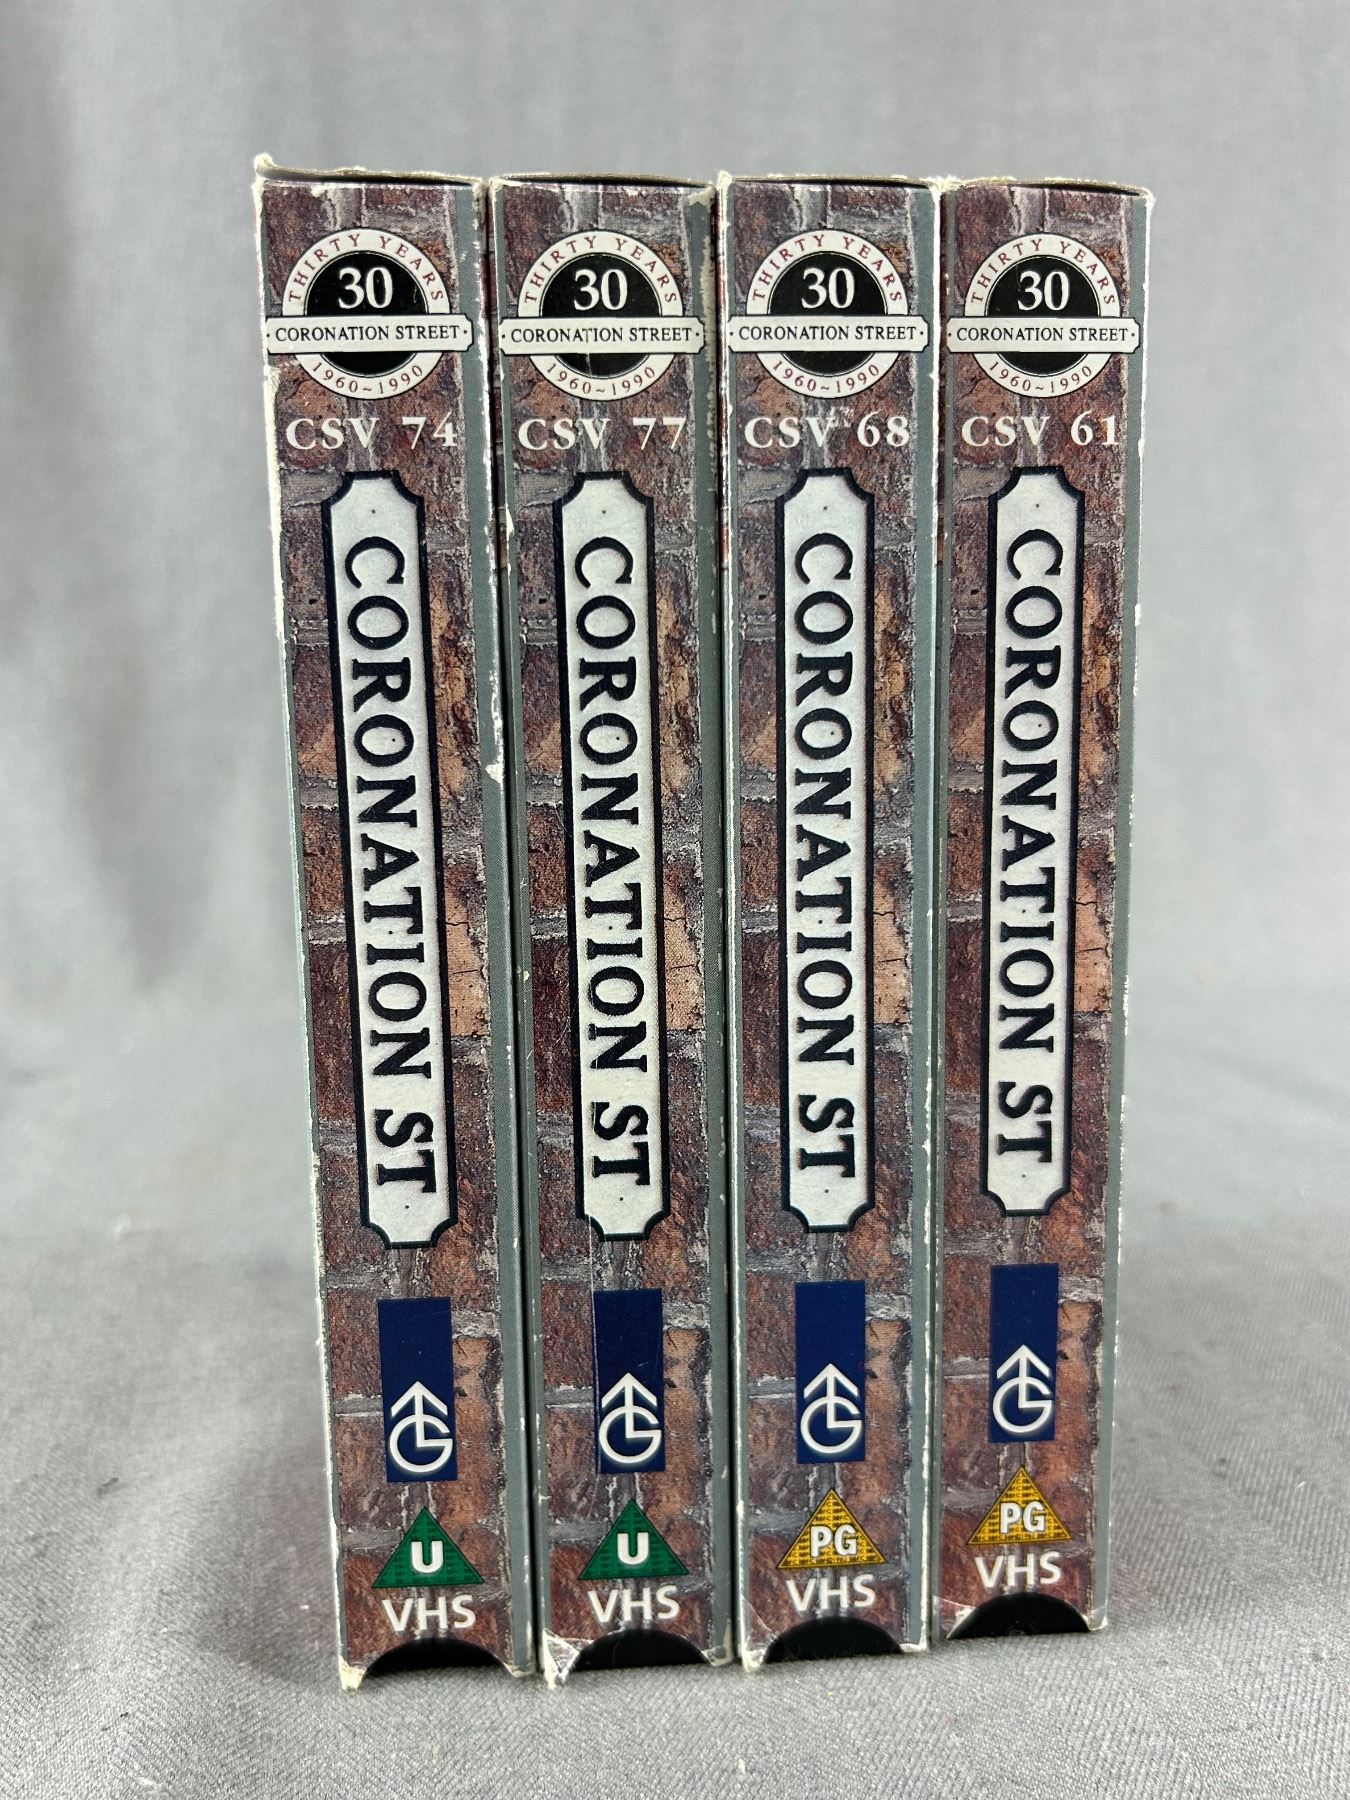 THIRTY YEARS
30
CORONATION STREET
1960~1990
CSV 74
CORONATION ST
G
U
VHS
THIRTY YEARS
30
CORONATION STREET
1960~1990
CSV 77
CORONATION ST
G
U
VHS
THIRTY YEARS
30
CORONATION STREET
1960~1990
CSV 68
CORONATION ST
G
PG
VHS
THIRTY YEARS
30
CORONATION STREET
1960~1990
CSV 61
CORONATION ST
G
PG
VHS